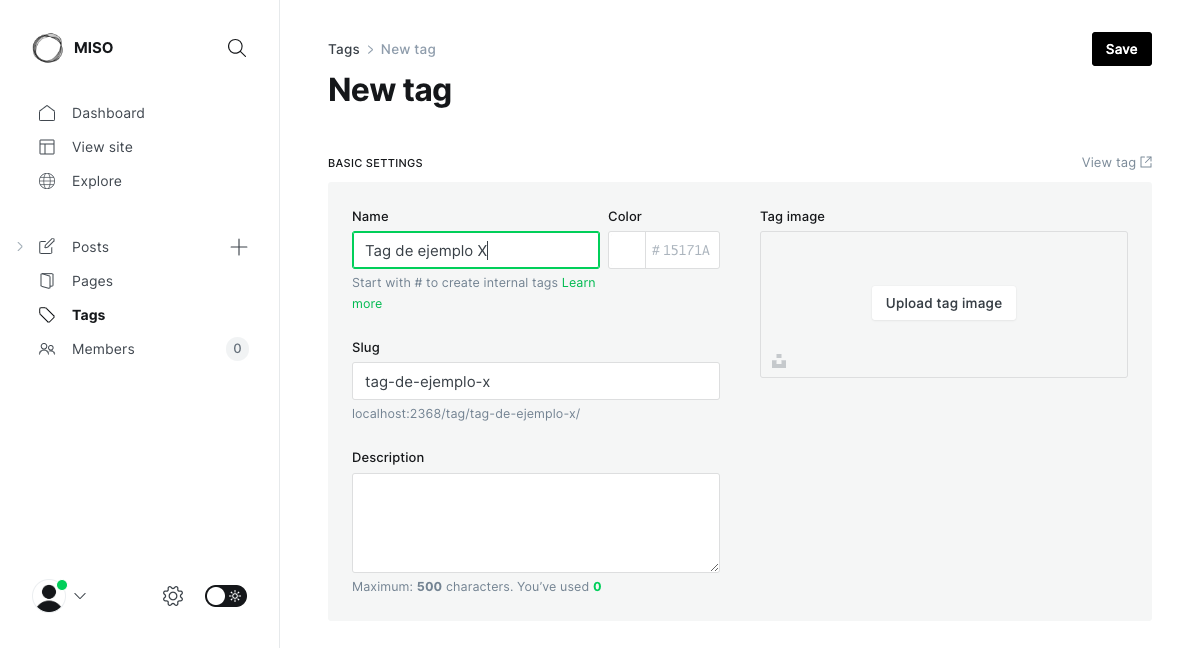 MISO
Dashboard
View site
Explore
Posts
Pages
Tags
Members 0
Tags New tag
Save
New tag
BASIC SETTINGS
View tag
Name
Color
Tag image
Tag de ejemplo X
# 15171A
Start with # to create internal tags Learn
more
Upload tag image
Slug
tag-de-ejemplo-x
localhost:2368/tag/tag-de-ejemplo-x/
Description
Maximum: 500 characters. You've used 0